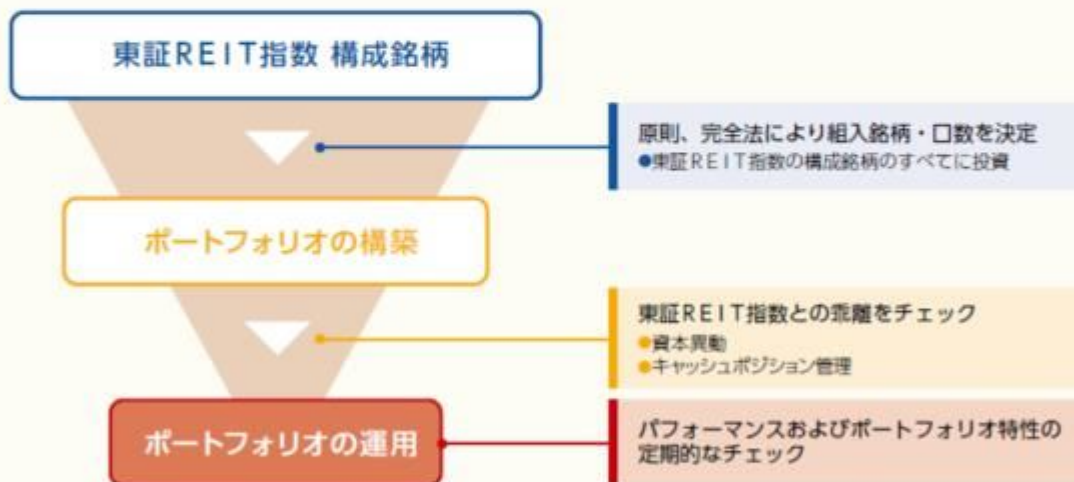 東証REIT指数 構成銘柄
原則、完全法により組入銘柄・口数を決定
●東証REIT指数の構成銘柄のすべてに投資
ポートフォリオの構築
東証REIT指数との乖離をチェック
●資本異動
●キャッシュポジション管理
ポートフォリオの運用
パフォーマンスおよびポートフォリオ特性の
定期的なチェック